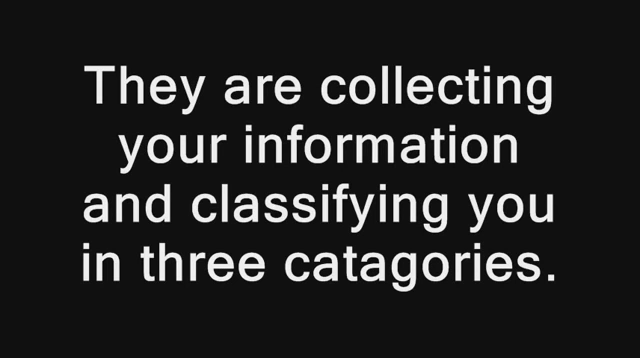 They are collecting
your information
and classifying you
in three catagories.